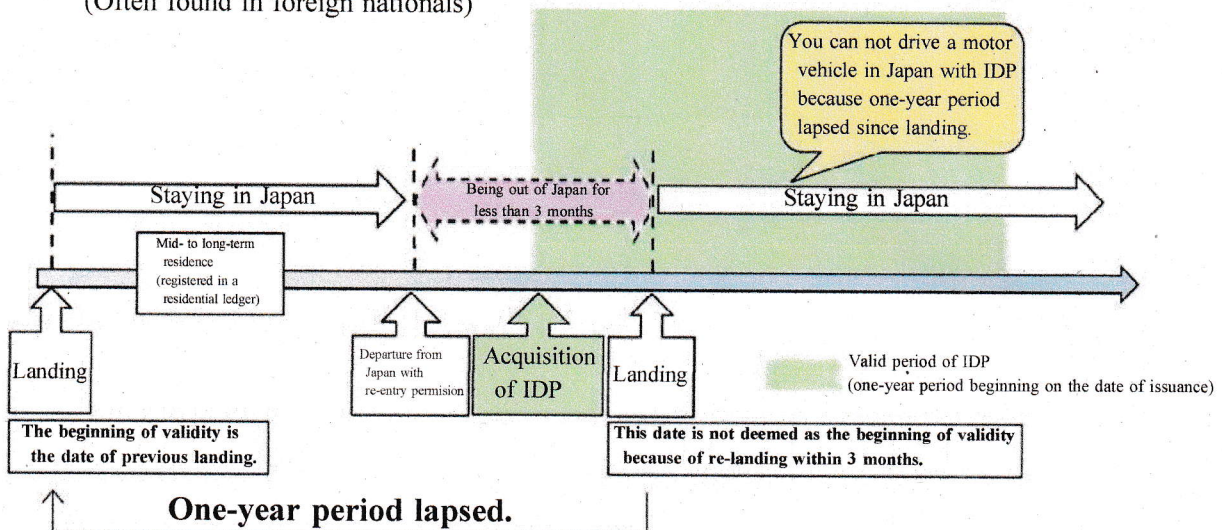 (Often found in foreign nationals)
You can not drive a motor
vehicle in Japan with IDP
because one-year period
lapsed since landing.
Staying in Japan
Being out of Japan for
less than 3 months
Staying in Japan
Mid- to long-term
residence
(registered in a
residential ledger)
Landing
Departure from
Japan with
re-entry permision
Acquisition
of IDP
Landing
Valid period of IDP
(one-year period beginning on the date of issuance)
The beginning of validity is
the date of previous landing.
This date is not deemed as the beginning of validity
because of re-landing within 3 months.
One-year period lapsed.